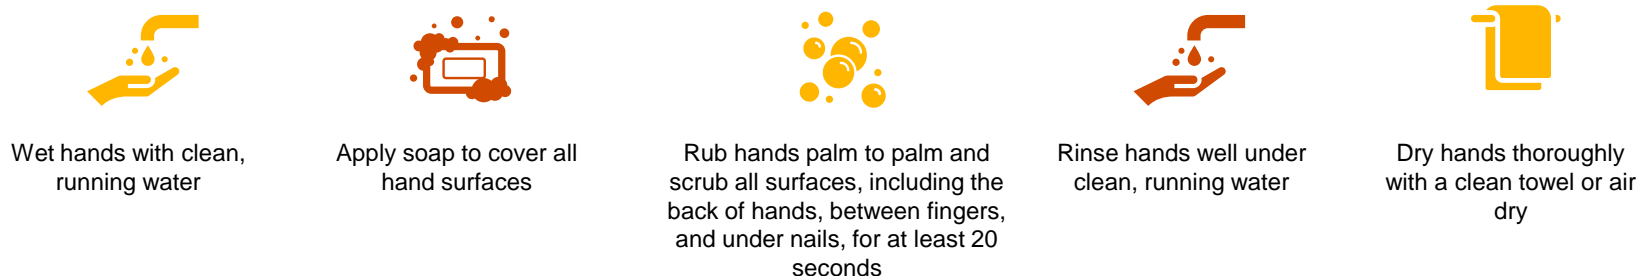 Wet hands with clean,
running water
Apply soap to cover all
hand surfaces
Rub hands palm to palm and
scrub all surfaces, including the
back of hands, between fingers,
and under nails, for at least 20
seconds
Rinse hands well under
clean, running water
Dry hands thoroughly
with a clean towel or air
dry